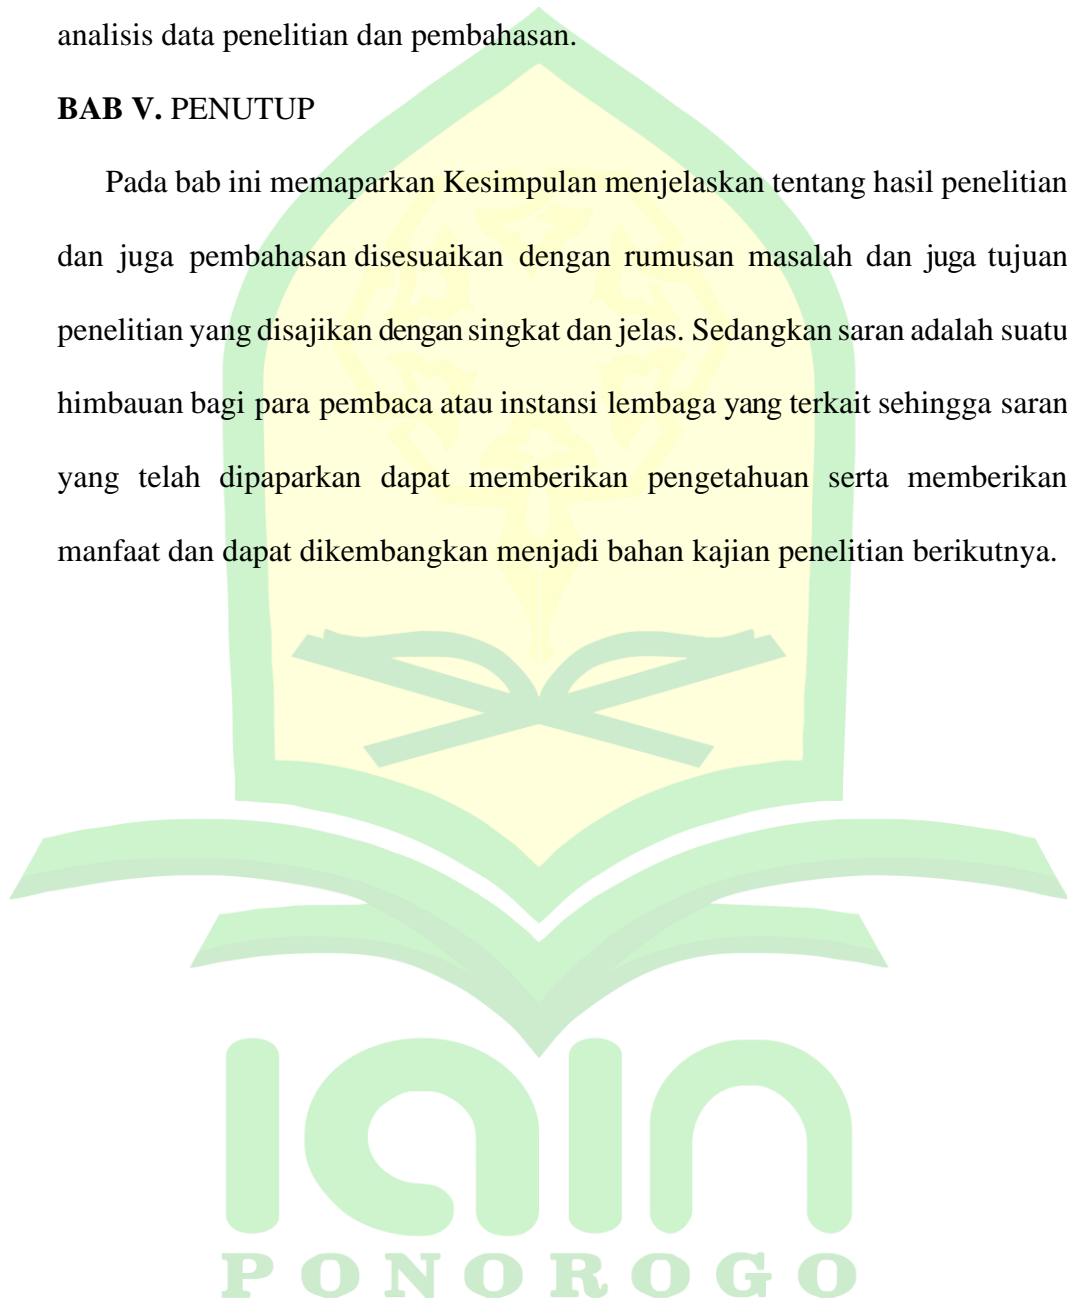 analisis data penelitian dan pembahasan.
BAB V. PENUTUP
Pada bab ini memaparkan Kesimpulan menjelaskan tentang hasil penelitian
dan juga pembahasan disesuaikan dengan rumusan masalah dan juga tujuan
penelitian yang disajikan dengan singkat dan jelas. Sedangkan saran adalah suatu
himbauan bagi para pembaca atau instansi lembaga yang terkait sehingga saran
yang telah dipaparkan dapat memberikan pengetahuan serta memberikan
manfaat dan dapat dikembangkan menjadi bahan kajian penelitian berikutnya.
iain
PONOROGO